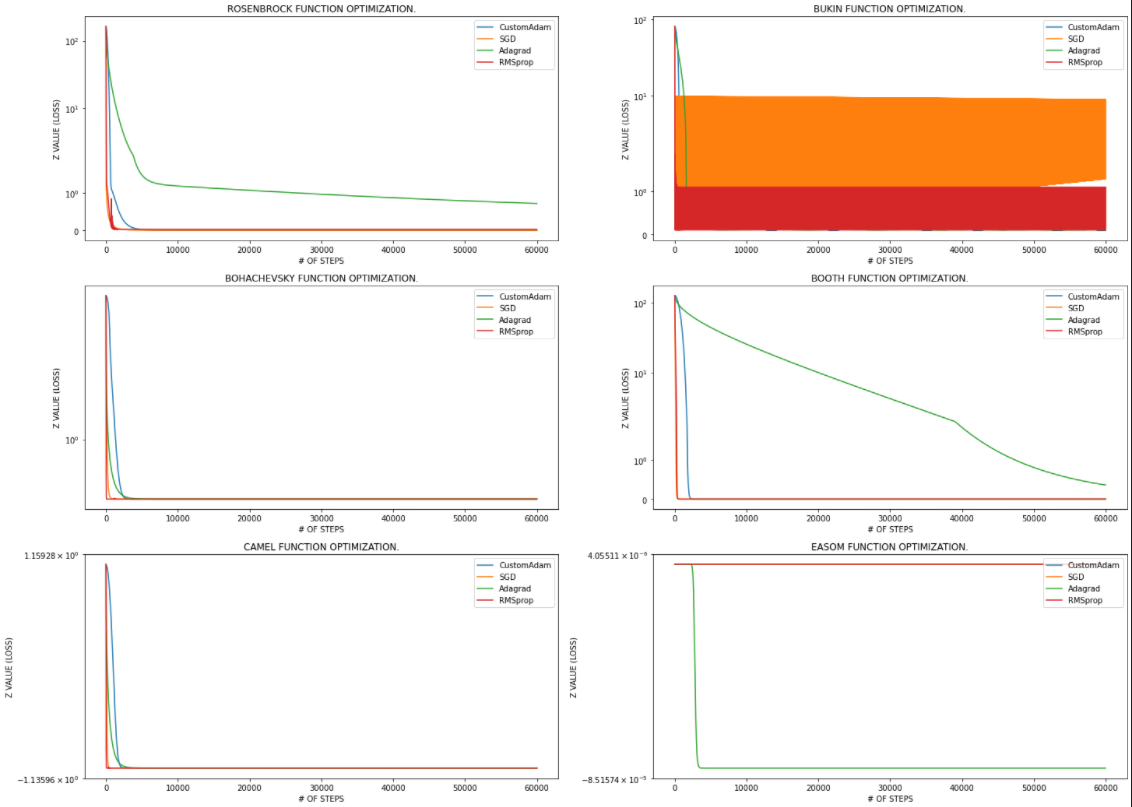 ROSENBROCK FUNCTION OPTIMIZATION.
10²
10¹
10⁰
0
Z VALUE (LOSS)
CustomAdam
SGD
Adagrad
RMSprop
0 10000 20000 30000 40000 50000 60000
# OF STEPS
BUKIN FUNCTION OPTIMIZATION.
10²
10¹
10⁰
0
Z VALUE (LOSS)
CustomAdam
SGD
Adagrad
RMSprop
0 10000 20000 30000 40000 50000 60000
# OF STEPS
BOHACHEVSKY FUNCTION OPTIMIZATION.
10⁰
Z VALUE (LOSS)
CustomAdam
SGD
Adagrad
RMSprop
0 10000 20000 30000 40000 50000 60000
# OF STEPS
BOOTH FUNCTION OPTIMIZATION.
10²
10¹
10⁰
0
Z VALUE (LOSS)
CustomAdam
SGD
Adagrad
RMSprop
0 10000 20000 30000 40000 50000 60000
# OF STEPS
CAMEL FUNCTION OPTIMIZATION.
1.15928 × 10⁰
−1.13596 × 10⁰
Z VALUE (LOSS)
CustomAdam
SGD
Adagrad
RMSprop
0 10000 20000 30000 40000 50000 60000
# OF STEPS
EASOM FUNCTION OPTIMIZATION.
4.05511 ×
−8.51574 ×
Z VALUE (LOSS)
CustomAdam
SGD
Adagrad
RMSprop
0 10000 20000 30000 40000 50000 60000
# OF STEPS